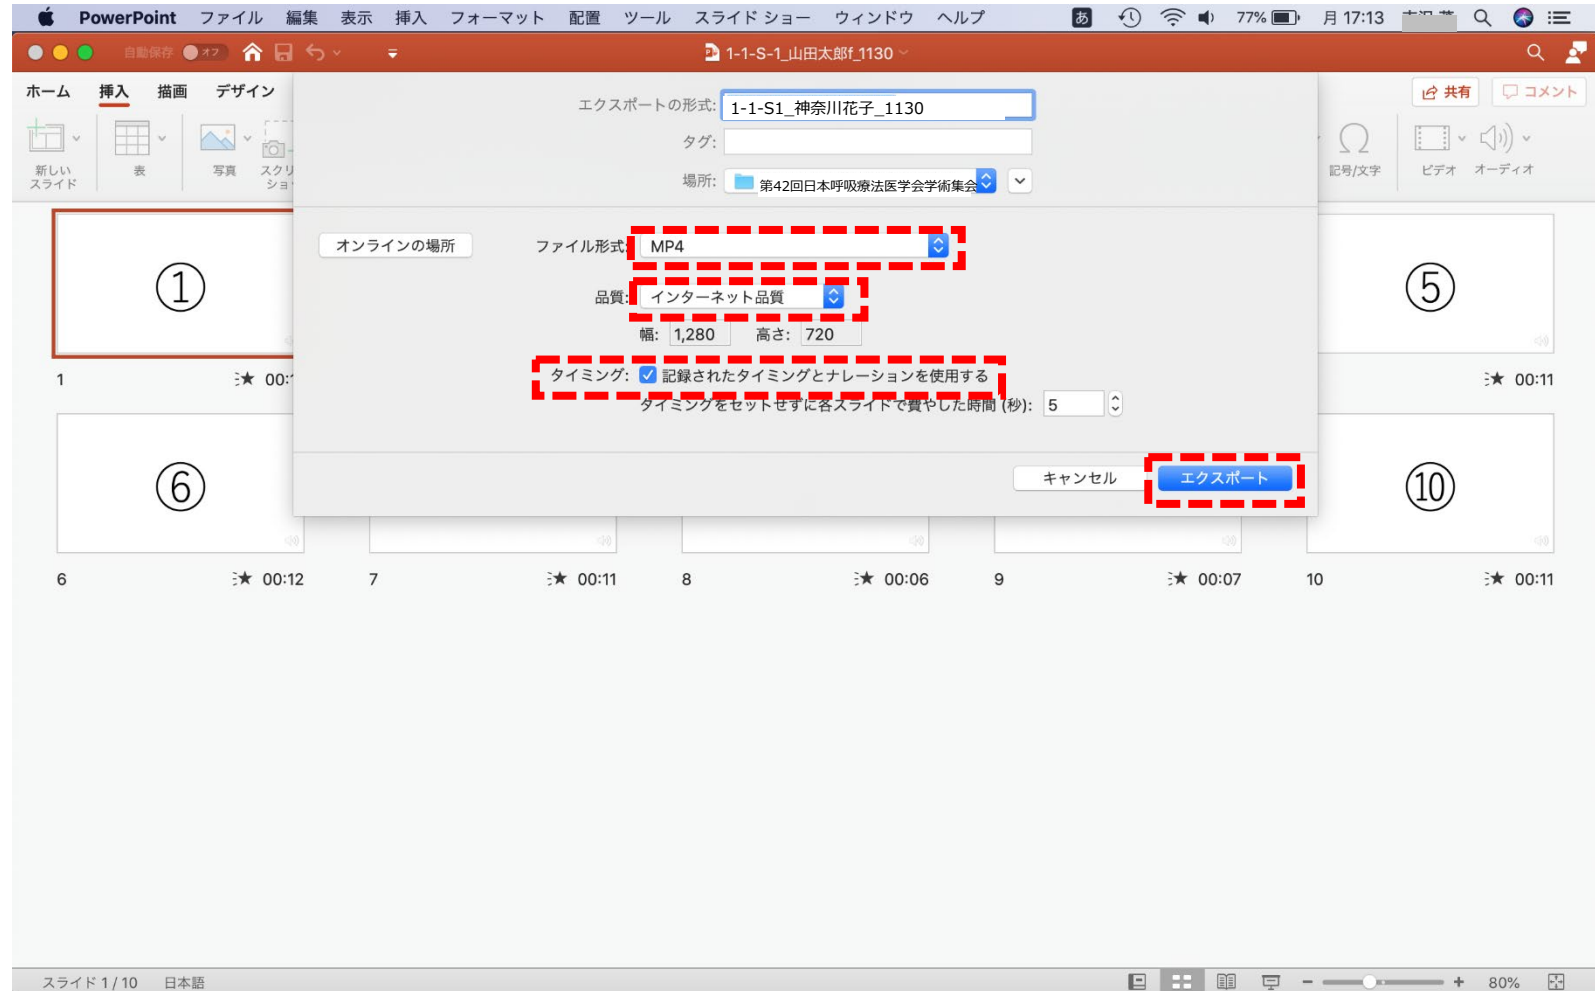 PowerPoint ファイル 編集 表示 挿入 フォーマット 配置 ツール スライド ショー ウィンドウ ヘルプ あ 77% 月 17:13
自動保存 オフ 1-1-S-1_山田太郎f_1130
ホーム 挿入 描画 デザイン 共有 コメント
新しい
スライド
表
写真
スクリ
ショ
記号/文字
ビデオ
オーディオ
エクスポートの形式: 1-1-S1_神奈川花子_1130
タグ:
場所: 第42回日本呼吸療法医学会学術集会
オンラインの場所 ファイル形式: MP4
品質: インターネット品質
幅: 1,280 高さ: 720
タイミング: 記録されたタイミングとナレーションを使用する
タイミングをセットせずに各スライドで費やした時間 (秒): 5
キャンセル エクスポート
①
⑤
1 00:1
00:11
⑥
⑩
6 00:12 7 00:11 8 00:06 9 00:07 10 00:11
スライド 1 / 10 日本語 80%